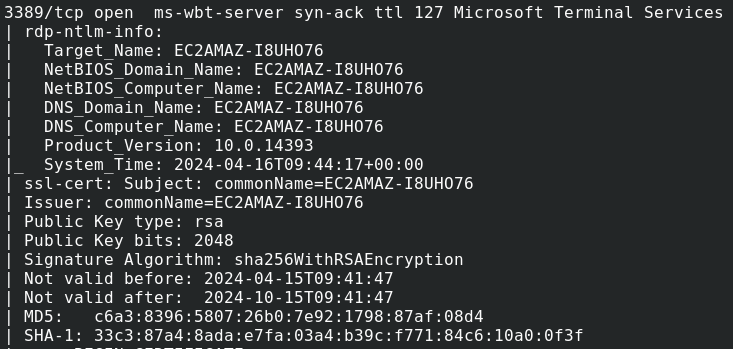 3389/tcp open  ms-wbt-server syn-ack ttl 127 Microsoft Terminal Services
| rdp-ntlm-info:
|   Target_Name: EC2AMAZ-I8UHO76
|   NetBIOS_Domain_Name: EC2AMAZ-I8UHO76
|   NetBIOS_Computer_Name: EC2AMAZ-I8UHO76
|   DNS_Domain_Name: EC2AMAZ-I8UHO76
|   DNS_Computer_Name: EC2AMAZ-I8UHO76
|   Product_Version: 10.0.14393
|_  System_Time: 2024-04-16T09:44:17+00:00
| ssl-cert: Subject: commonName=EC2AMAZ-I8UHO76
| Issuer: commonName=EC2AMAZ-I8UHO76
| Public Key type: rsa
| Public Key bits: 2048
| Signature Algorithm: sha256WithRSAEncryption
| Not valid before: 2024-04-15T09:41:47
| Not valid after:  2024-10-15T09:41:47
| MD5:   c6a3:8396:5807:26b0:7e92:1798:87af:08d4
| SHA-1: 33c3:87a4:8ada:e7fa:03a4:b39c:f771:84c6:10a0:0f3f